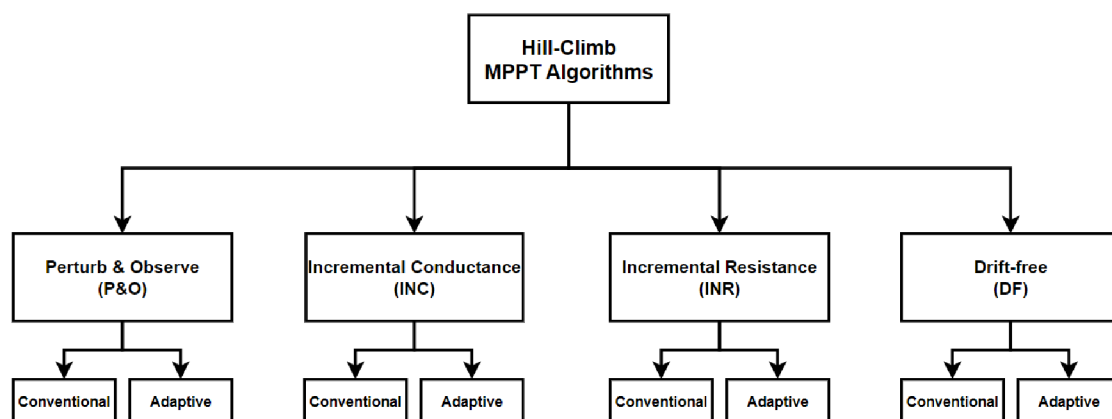 Hill-Climb
MPPT Algorithms
Perturb & Observe
(P&O)
Incremental Conductance
(INC)
Incremental Resistance
(INR)
Drift-free
(DF)
Conventional
Adaptive
Conventional
Adaptive
Conventional
Adaptive
Conventional
Adaptive